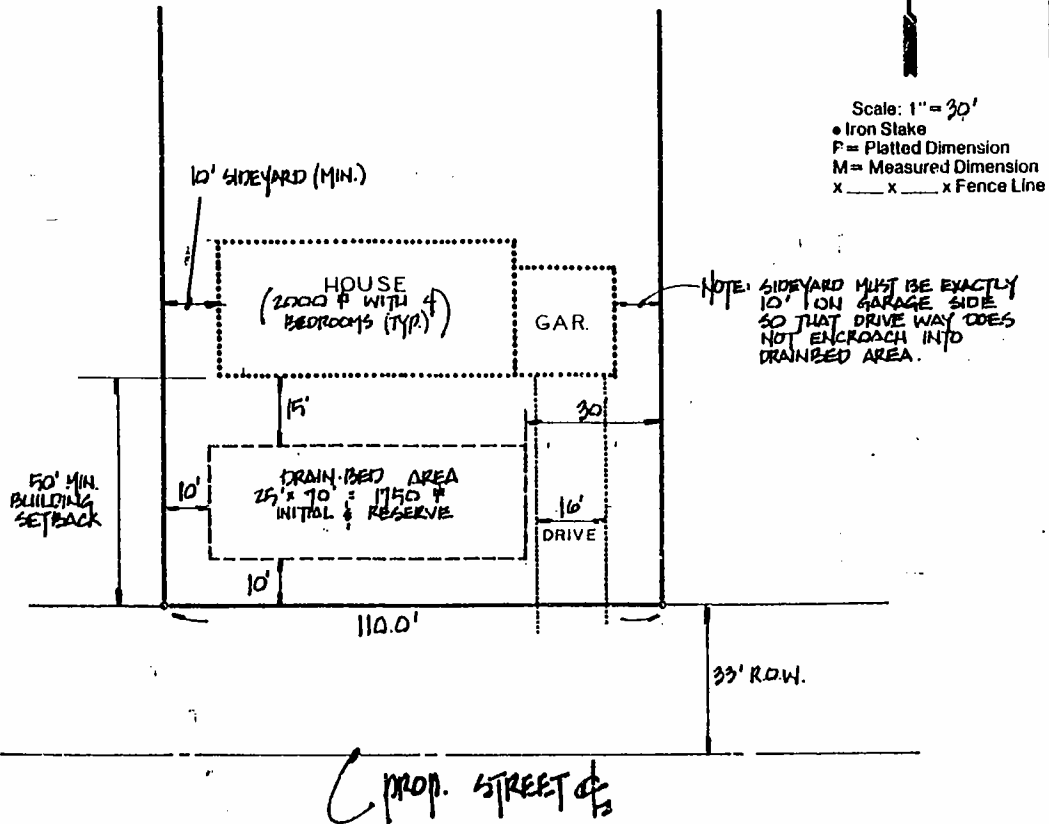 Scale: 1" = 30'
• Iron Stake
P = Platted Dimension
M = Measured Dimension
x ____ x ____ x Fence Line
10' SIDEYARD (MIN.)
HOUSE
(2000 ⌗ WITH 4
BEDROOMS (TYP.))
GAR.
NOTE: SIDEYARD MUST BE EXACTLY
10' ON GARAGE SIDE
SO THAT DRIVE WAY DOES
NOT ENCROACH INTO
DRAINBED AREA.
15'
30
50' MIN.
BUILDING
SETBACK
10'
DRAIN-BED AREA
25' x 70' = 1750 ⌗
INITIAL & RESERVE
16'
DRIVE
10'
110.0'
33' R.O.W.
PROP. STREET ℄